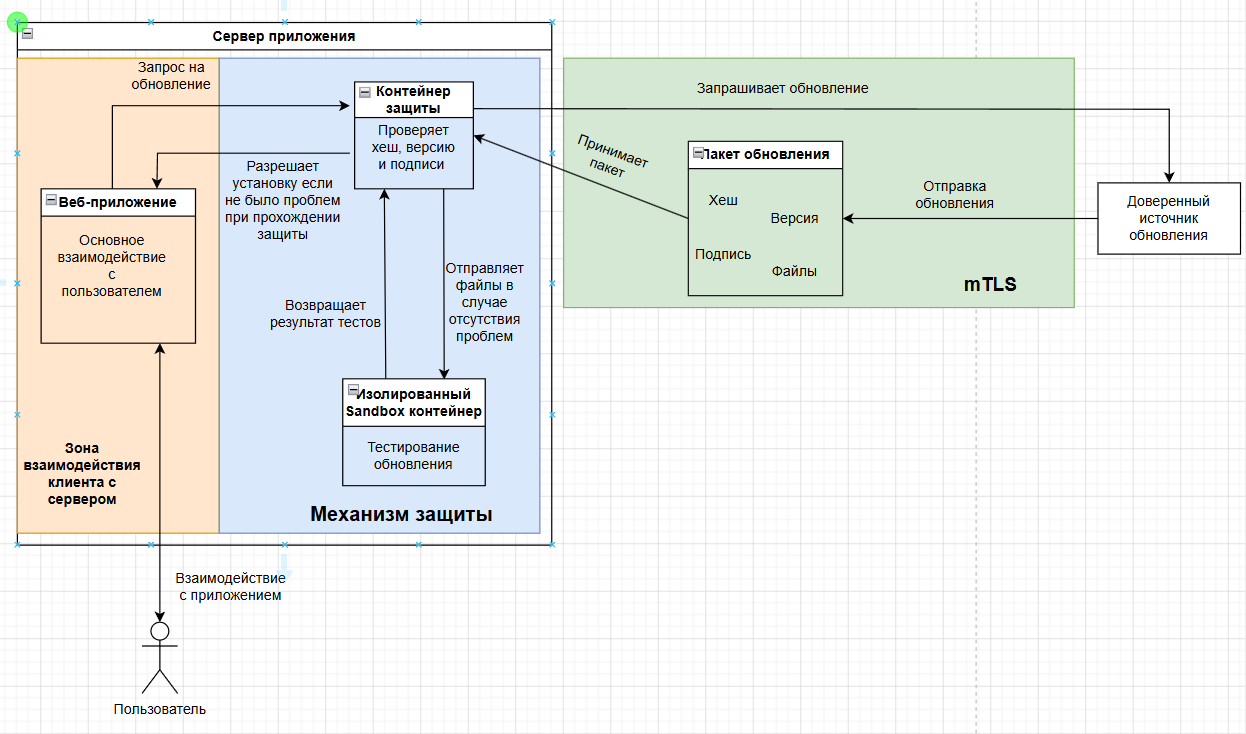 Сервер приложения
Запрос на
обновление
Контейнер
защиты
Проверяет
хеш, версию
и подписи
Разрешает
установку если
не было проблем
при прохождении
защиты
Веб-приложение
Основное
взаимодействие
с
пользователем
Возвращает
результат тестов
Отправляет
файлы в
случае
отсутствия
проблем
Изолированный
Sandbox контейнер
Тестирование
обновления
Зона
взаимодействия
клиента с
сервером
Механизм защиты
Запрашивает обновление
Принимает
пакет
Пакет обновления
Хеш
Версия
Подпись
Файлы
Отправка
обновления
Доверенный
источник
обновления
mTLS
Взаимодействие
с приложением
Пользователь